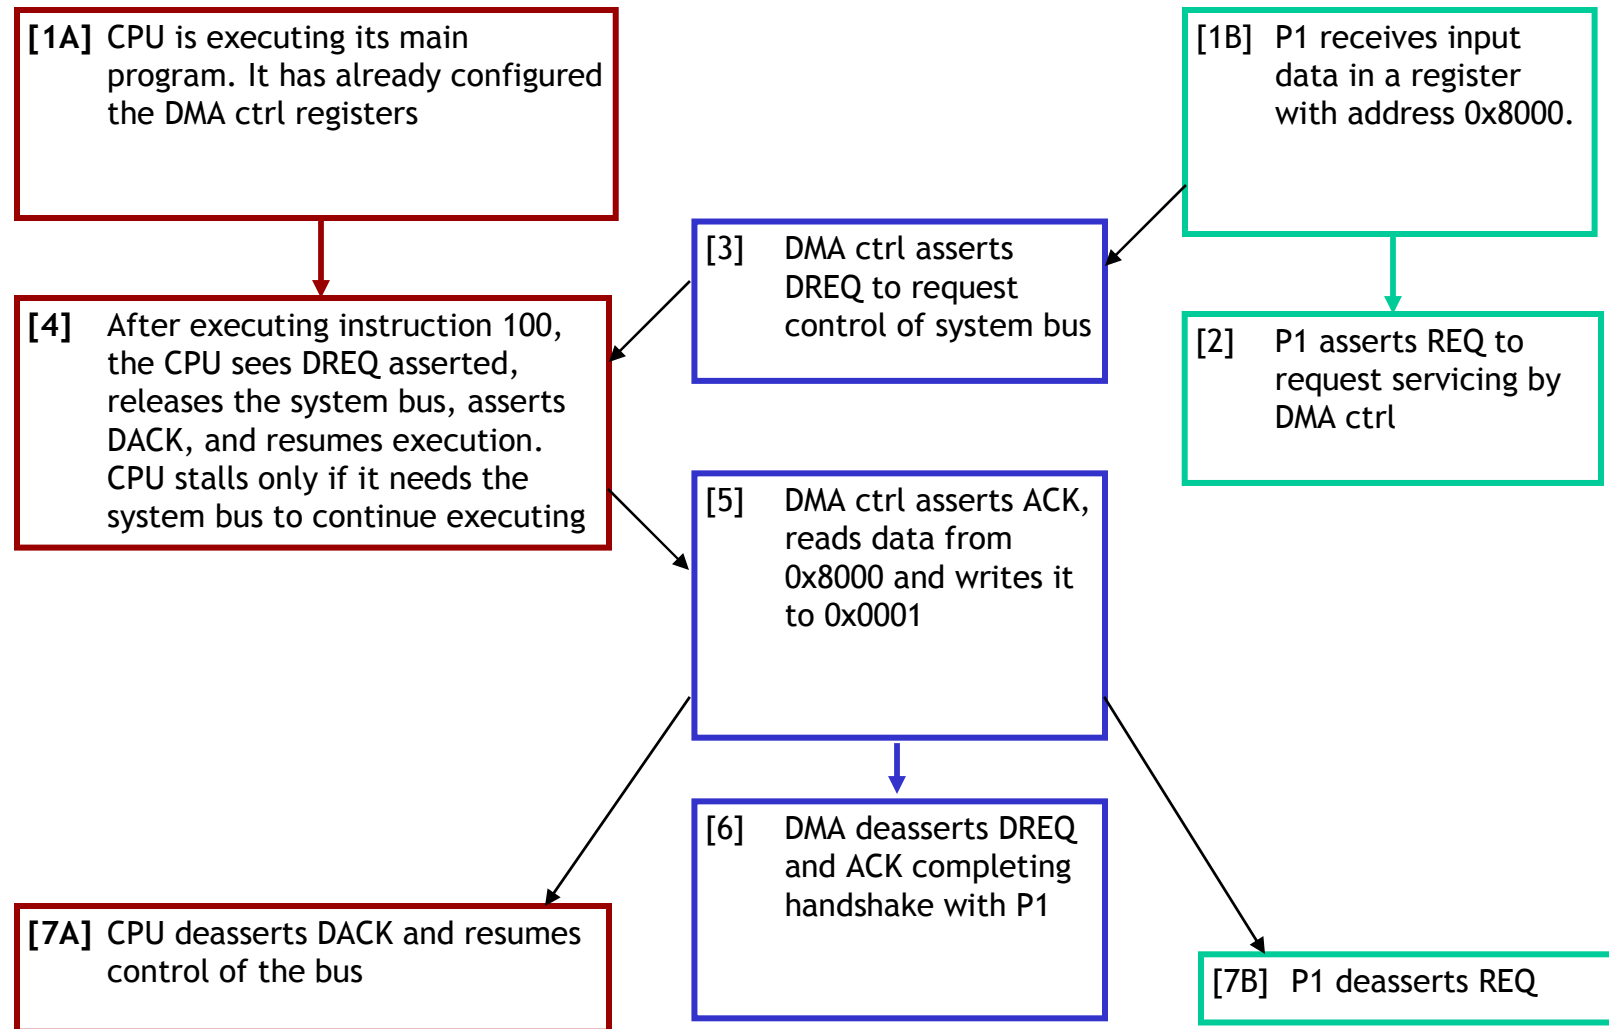 [1A] CPU is executing its main
program. It has already configured
the DMA ctrl registers
[1B] P1 receives input
data in a register
with address 0x8000.
[3] DMA ctrl asserts
DREQ to request
control of system bus
[4] After executing instruction 100,
the CPU sees DREQ asserted,
releases the system bus, asserts
DACK, and resumes execution.
CPU stalls only if it needs the
system bus to continue executing
[2] P1 asserts REQ to
request servicing by
DMA ctrl
[5] DMA ctrl asserts ACK,
reads data from
0x8000 and writes it
to 0x0001
[6] DMA deasserts DREQ
and ACK completing
handshake with P1
[7A] CPU deasserts DACK and resumes
control of the bus
[7B] P1 deasserts REQ